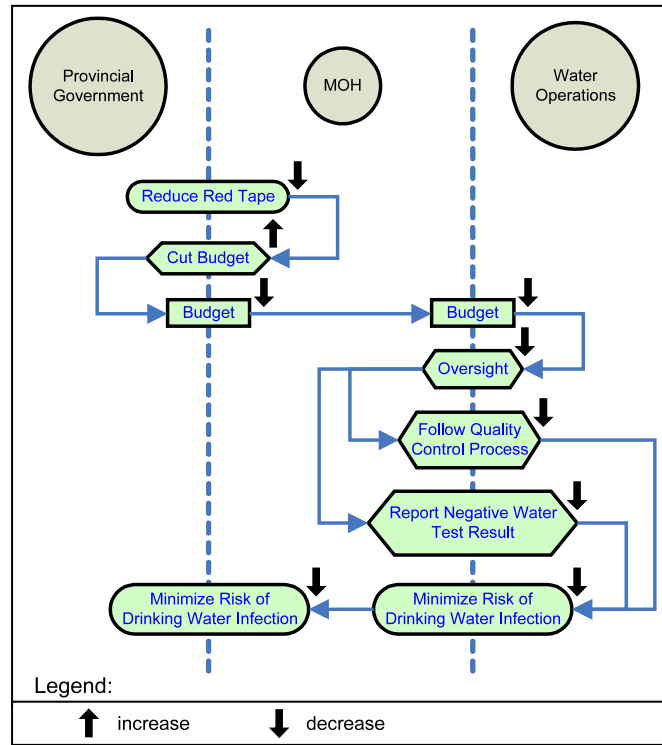 Provincial
Government
MOH
Water
Operations
Reduce Red Tape
Cut Budget
Budget
Budget
Oversight
Follow Quality
Control Process
Report Negative Water
Test Result
Minimize Risk of
Drinking Water Infection
Minimize Risk of
Drinking Water Infection
Legend:
increase
decrease